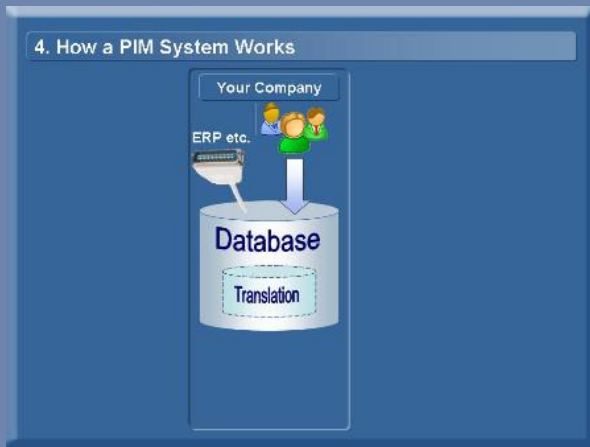 4. How a PIM System Works
Your Company
ERP etc.
Database
Translation